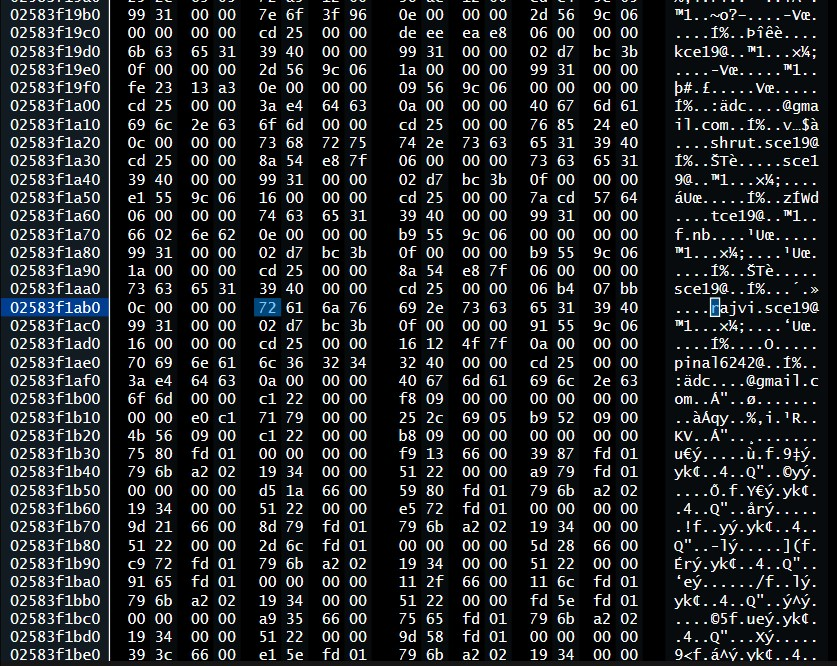 02583f19b0 99 31 00 00 7e 6f 3f 96 0e 00 00 00 2d 56 9c 06 ™1..~o?–....-Vœ.
02583f19c0 00 00 00 00 cd 25 00 00 de ee ea e8 06 00 00 00 ....Í%..Þîêè....
02583f19d0 6b 63 65 31 39 40 00 00 99 31 00 00 02 d7 bc 3b kce19@..™1...×¼;
02583f19e0 0f 00 00 00 2d 56 9c 06 1a 00 00 00 99 31 00 00 ....-Vœ.....™1..
02583f19f0 fe 23 13 a3 0e 00 00 00 09 56 9c 06 00 00 00 00 þ#.£.....Vœ.....
02583f1a00 cd 25 00 00 3a e4 64 63 0a 00 00 00 40 67 6d 61 Í%..:ädc....@gma
02583f1a10 69 6c 2e 63 6f 6d 00 00 cd 25 00 00 76 85 24 e0 il.com..Í%..v…$à
02583f1a20 0c 00 00 00 73 68 72 75 74 2e 73 63 65 31 39 40 ....shrut.sce19@
02583f1a30 cd 25 00 00 8a 54 e8 7f 06 00 00 00 73 63 65 31 Í%..ŠTè.....sce1
02583f1a40 39 40 00 00 99 31 00 00 02 d7 bc 3b 0f 00 00 00 9@..™1...×¼;....
02583f1a50 e1 55 9c 06 16 00 00 00 cd 25 00 00 7a cd 57 64 áUœ.....Í%..zÍWd
02583f1a60 06 00 00 00 74 63 65 31 39 40 00 00 99 31 00 00 ....tce19@..™1..
02583f1a70 66 02 6e 62 0e 00 00 00 b9 55 9c 06 00 00 00 00 f.nb....¹Uœ.....
02583f1a80 99 31 00 00 02 d7 bc 3b 0f 00 00 00 b9 55 9c 06 ™1...×¼;....¹Uœ.
02583f1a90 1a 00 00 00 cd 25 00 00 8a 54 e8 7f 06 00 00 00 ....Í%..ŠTè.....
02583f1aa0 73 63 65 31 39 40 00 00 cd 25 00 00 06 b4 07 bb sce19@..Í%...´.»
02583f1ab0 0c 00 00 00 72 61 6a 76 69 2e 73 63 65 31 39 40 ....rajvi.sce19@
02583f1ac0 99 31 00 00 02 d7 bc 3b 0f 00 00 00 91 55 9c 06 ™1...×¼;....‘Uœ.
02583f1ad0 16 00 00 00 cd 25 00 00 16 12 4f 7f 0a 00 00 00 ....Í%....O.....
02583f1ae0 70 69 6e 61 6c 36 32 34 32 40 00 00 cd 25 00 00 pinal6242@..Í%..
02583f1af0 3a e4 64 63 0a 00 00 00 40 67 6d 61 69 6c 2e 63 :ädc....@gmail.c
02583f1b00 6f 6d 00 00 c1 22 00 00 f8 09 00 00 00 00 00 00 om..Á"..ø.......
02583f1b10 00 00 e0 c1 71 79 00 00 25 2c 69 05 b9 52 09 00 ..àÁqy..%,i.¹R..
02583f1b20 4b 56 09 00 c1 22 00 00 b8 09 00 00 00 00 00 00 KV..Á"..¸.......
02583f1b30 75 80 fd 01 00 00 00 00 f9 13 66 00 39 87 fd 01 u€ý.....ù.f.9‡ý.
02583f1b40 79 6b a2 02 19 34 00 00 51 22 00 00 a9 79 fd 01 yk¢..4..Q"..©yý.
02583f1b50 00 00 00 00 d5 1a 66 00 59 80 fd 01 79 6b a2 02 ....Õ.f.Y€ý.yk¢.
02583f1b60 19 34 00 00 51 22 00 00 e5 72 fd 01 00 00 00 00 .4..Q"..årý.....
02583f1b70 9d 21 66 00 8d 79 fd 01 79 6b a2 02 19 34 00 00 .!f..yý.yk¢..4..
02583f1b80 51 22 00 00 2d 6c fd 01 00 00 00 00 5d 28 66 00 Q"..-lý.....](f.
02583f1b90 c9 72 fd 01 79 6b a2 02 19 34 00 00 51 22 00 00 Érý.yk¢..4..Q"..
02583f1ba0 91 65 fd 01 00 00 00 00 11 2f 66 00 11 6c fd 01 ‘eý....../f..lý.
02583f1bb0 79 6b a2 02 19 34 00 00 51 22 00 00 fd 5e fd 01 yk¢..4..Q"..ý^ý.
02583f1bc0 00 00 00 00 a9 35 66 00 75 65 fd 01 79 6b a2 02 ....©5f.ueý.yk¢.
02583f1bd0 19 34 00 00 51 22 00 00 9d 58 fd 01 00 00 00 00 .4..Q"...Xý.....
02583f1be0 39 3c 66 00 e1 5e fd 01 79 6b a2 02 19 34 00 00 9<f.á^ý.yk¢..4..